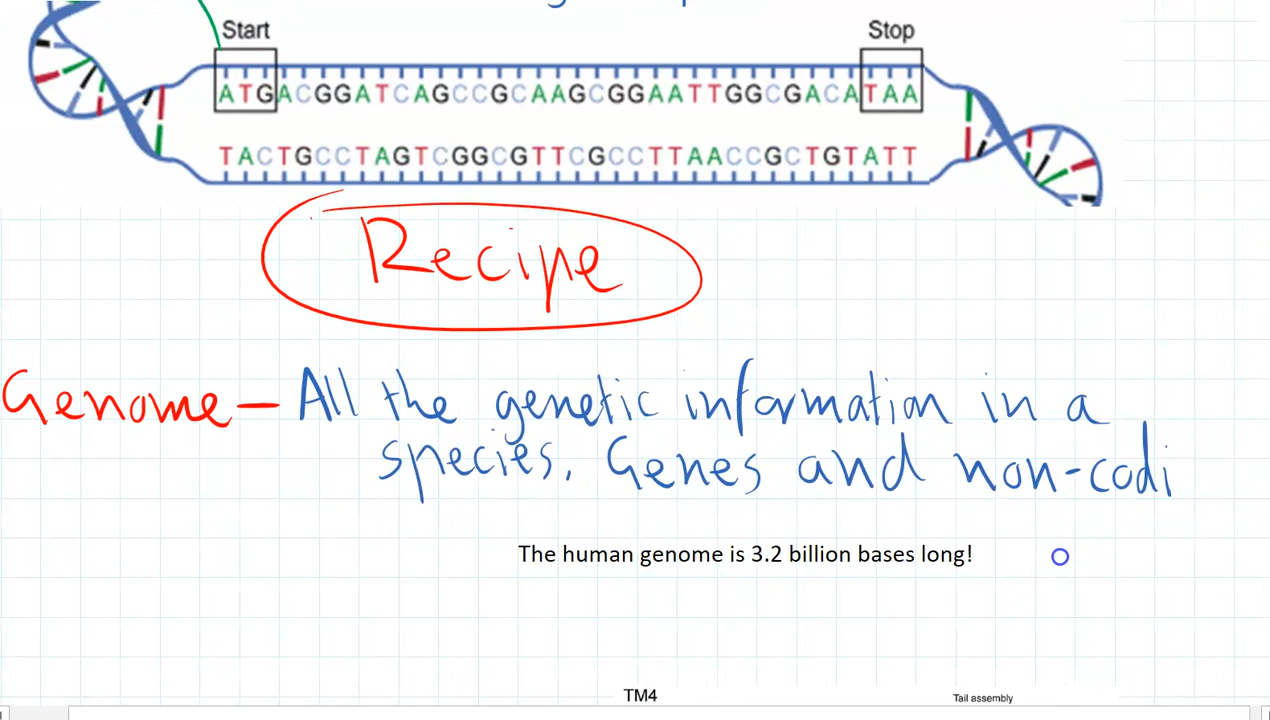 Start Stop
ATGACGGATCAGCCGCAAGCGGAATTGGCGACATAA
TACTGCCTAGTCGGCGTTCGCCTTAACCGCTGTATT
Recipe
Genome — All the genetic information in a
species. Genes and non-codi
The human genome is 3.2 billion bases long!
TM4 Tail assembly